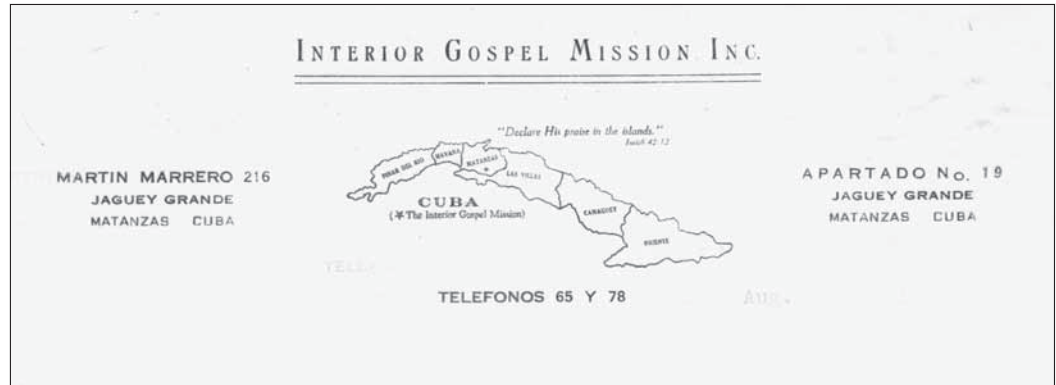 INTERIOR GOSPEL MISSION INC.
"Declare His praise in the islands."
Isaiah 42:12
PINAR DEL RIO
HAVANA
MATANZAS
LAS VILLAS
CAMAGUEY
ORIENTE
CUBA
(★ The Interior Gospel Mission)
MARTIN MARRERO 216
JAGUEY GRANDE
MATANZAS CUBA
APARTADO No. 19
JAGUEY GRANDE
MATANZAS CUBA
TELEFONOS 65 Y 78
Aug.